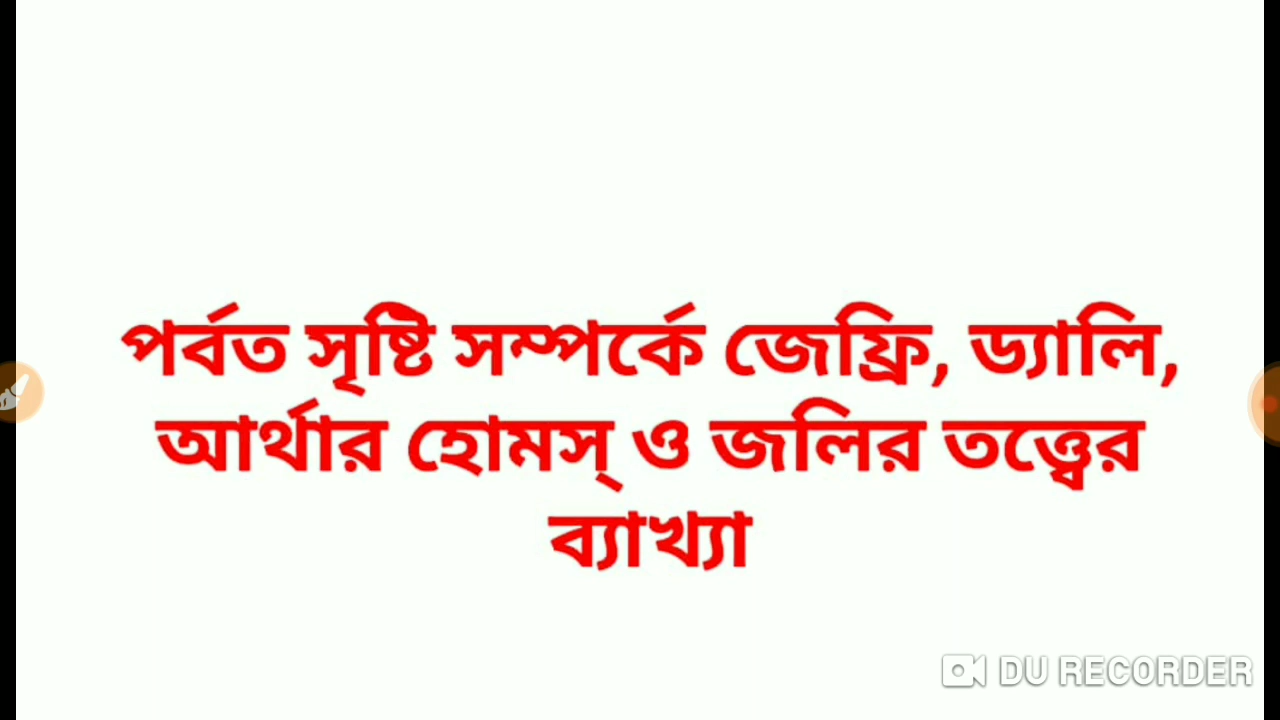 পর্বত সৃষ্টি সম্পর্কে জেফ্রি, ড্যালি,
আর্থার হোমস্ ও জলির তত্ত্বের
ব্যাখ্যা
DU RECORDER